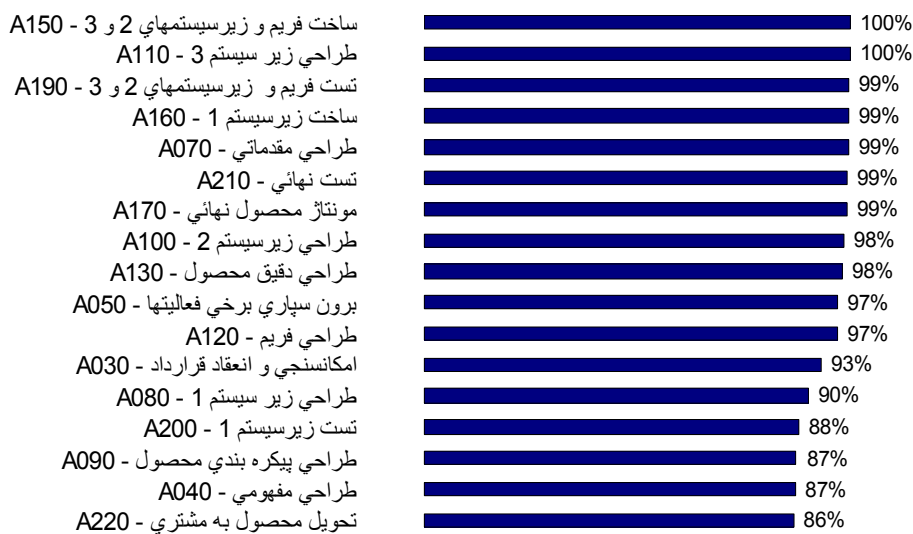 A150 - ساخت فريم و زيرسيستمهاي 2 و 3 100%
A110 - طراحي زير سيستم 3 100%
A190 - تست فريم و زيرسيستمهاي 2 و 3 99%
A160 - ساخت زيرسيستم 1 99%
A070 - طراحي مقدماتي 99%
A210 - تست نهائي 99%
A170 - مونتاژ محصول نهائي 99%
A100 - طراحي زيرسيستم 2 98%
A130 - طراحي دقيق محصول 98%
A050 - برون سپاري برخي فعاليتها 97%
A120 - طراحي فريم 97%
A030 - امكانسنجي و انعقاد قرارداد 93%
A080 - طراحي زير سيستم 1 90%
A200 - تست زيرسيستم 1 88%
A090 - طراحي پيكره بندي محصول 87%
A040 - طراحي مفهومي 87%
A220 - تحويل محصول به مشتري 86%